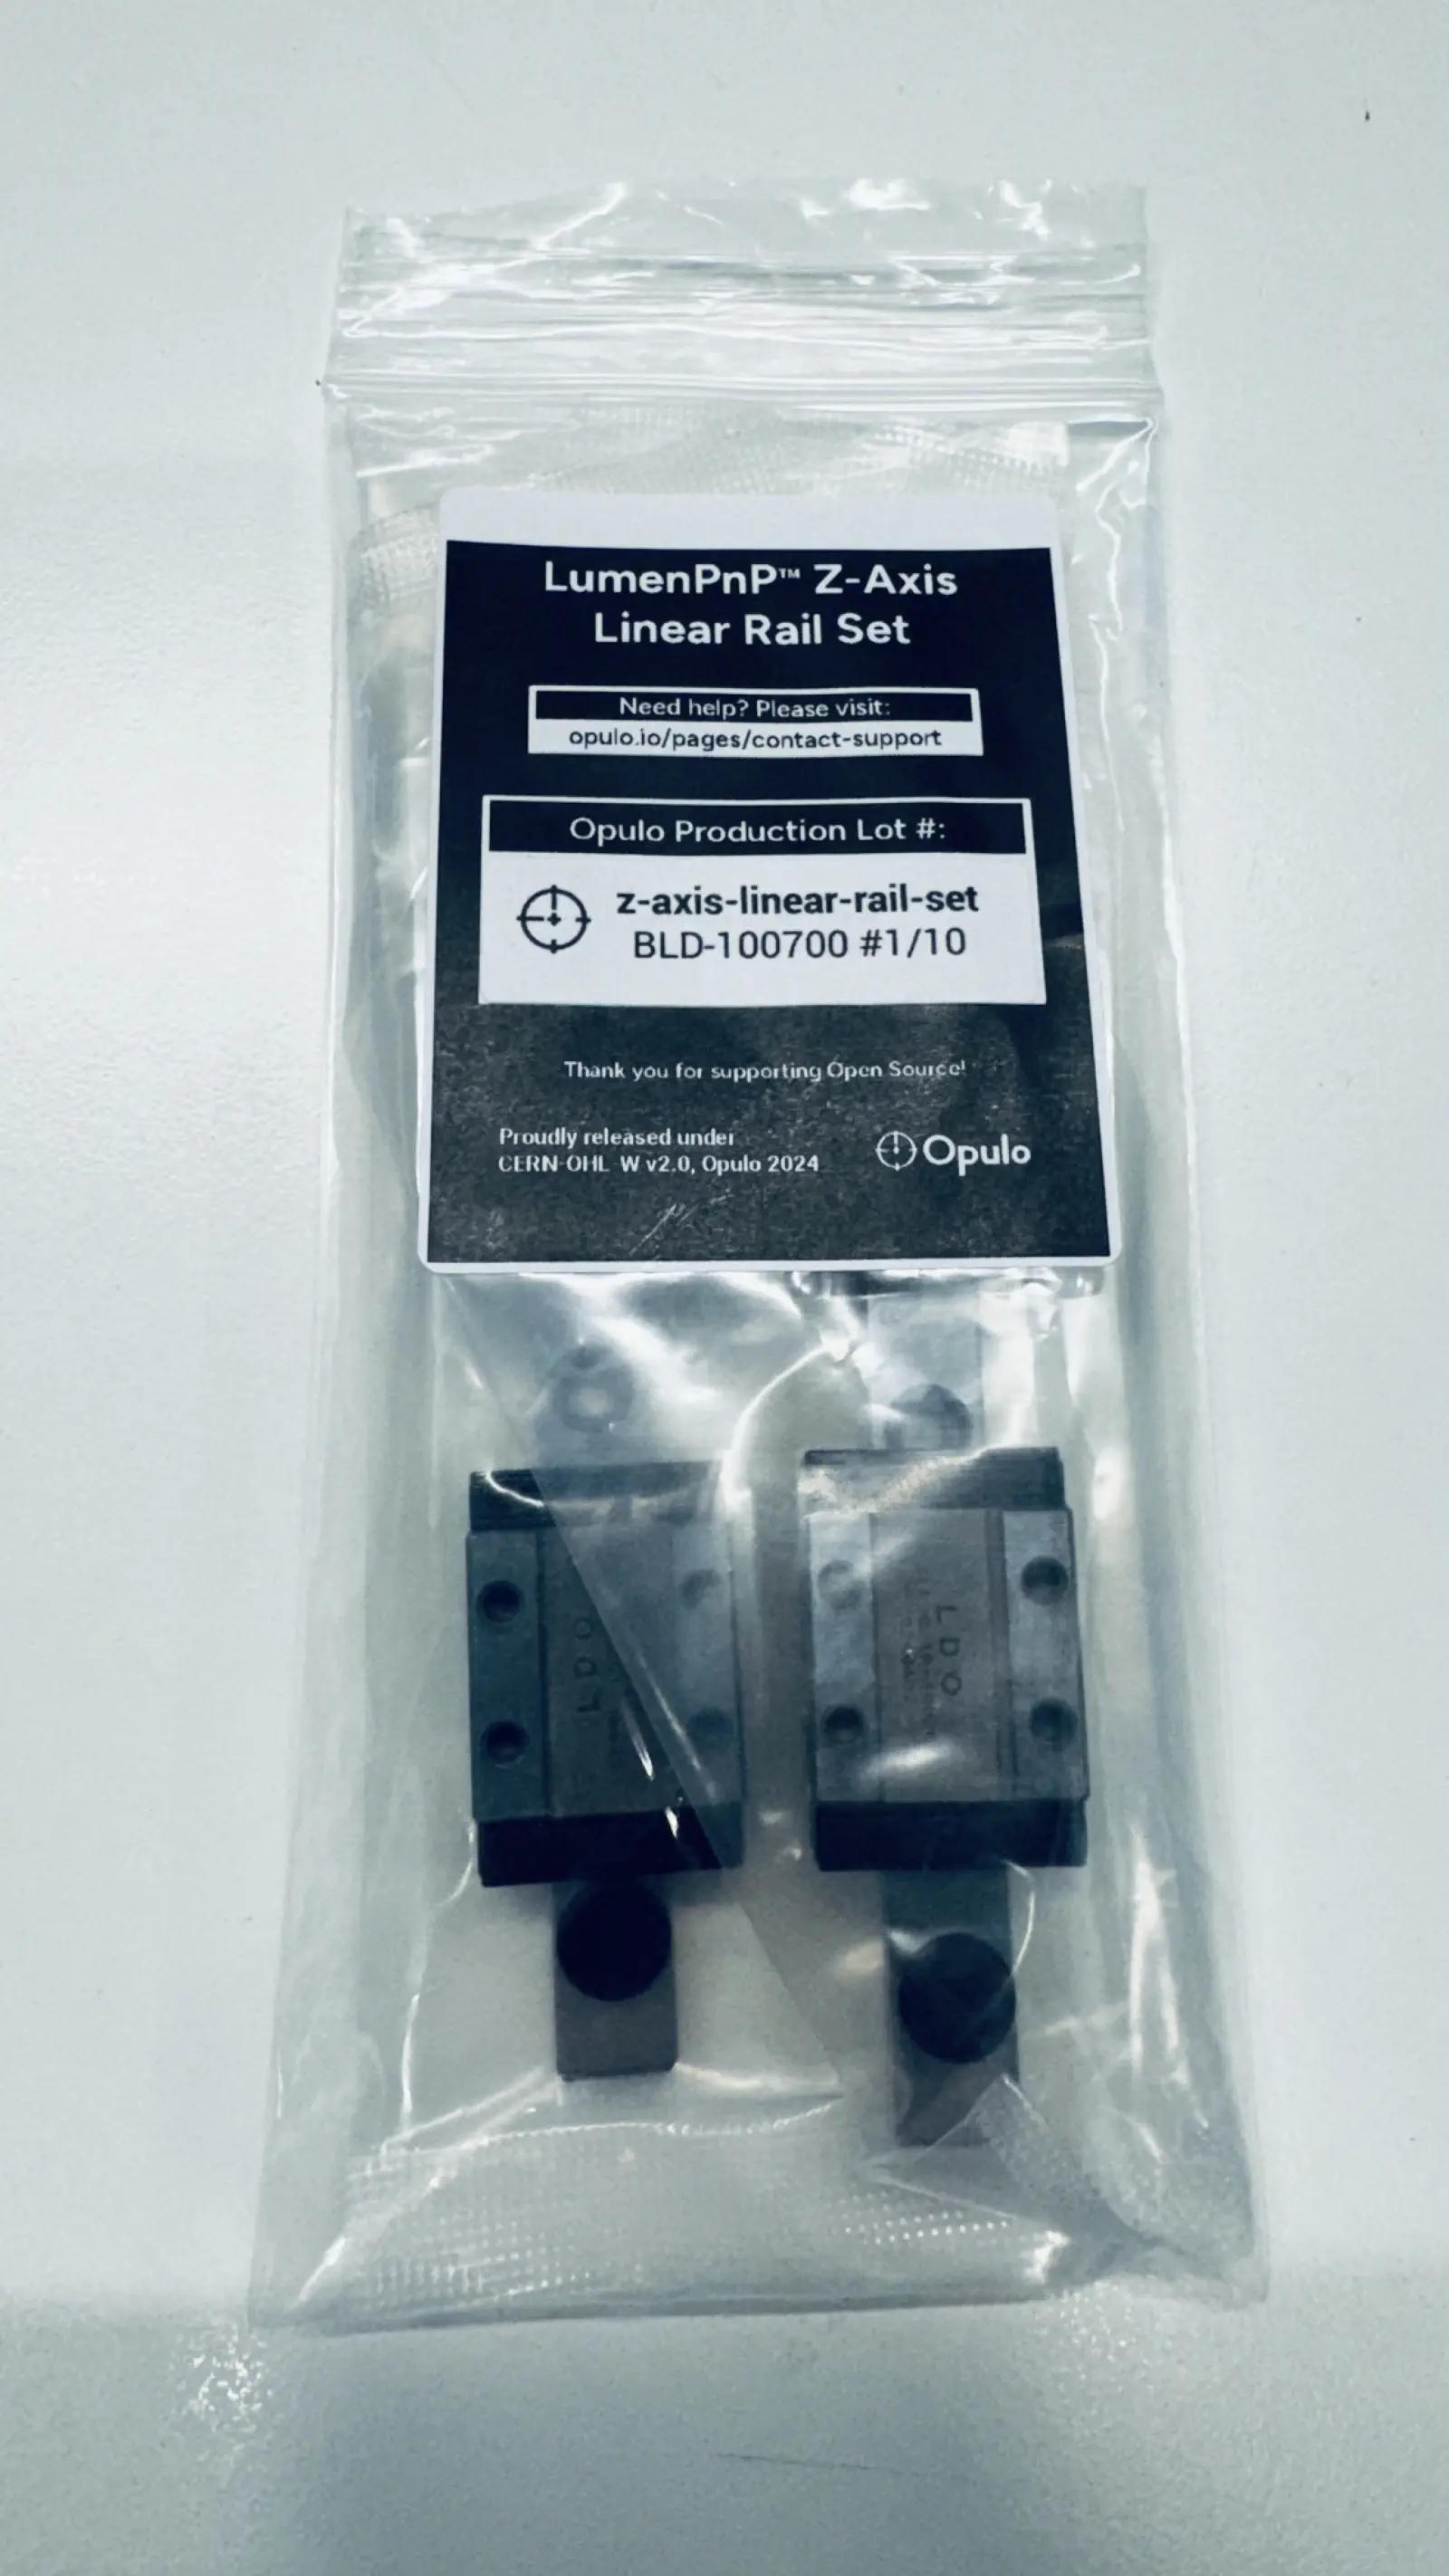 LumenPnP™ Z-Axis
Linear Rail Set
Need help? Please visit:
opulo.io/pages/contact-support
Opulo Production Lot #:
z-axis-linear-rail-set
BLD-100700 #1/10
Thank you for supporting Open Source!
Proudly released under
CERN-OHL W v2.0, Opulo 2024
Opulo
LDO
LDO